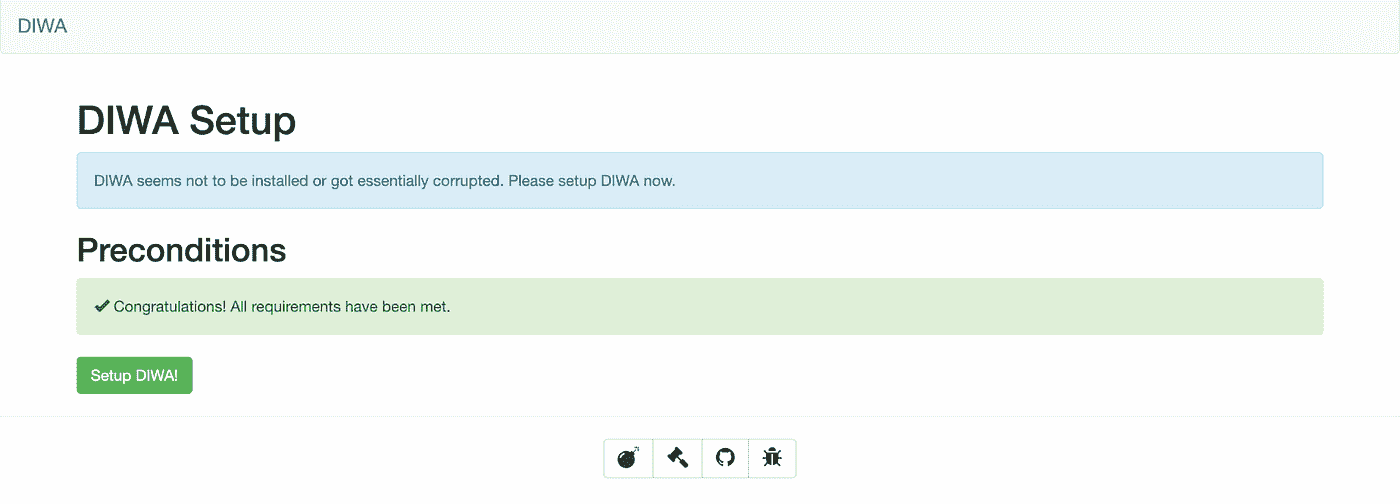 DIWA
DIWA Setup
DIWA seems not to be installed or got essentially corrupted. Please setup DIWA now.
Preconditions
Congratulations! All requirements have been met.
Setup DIWA!